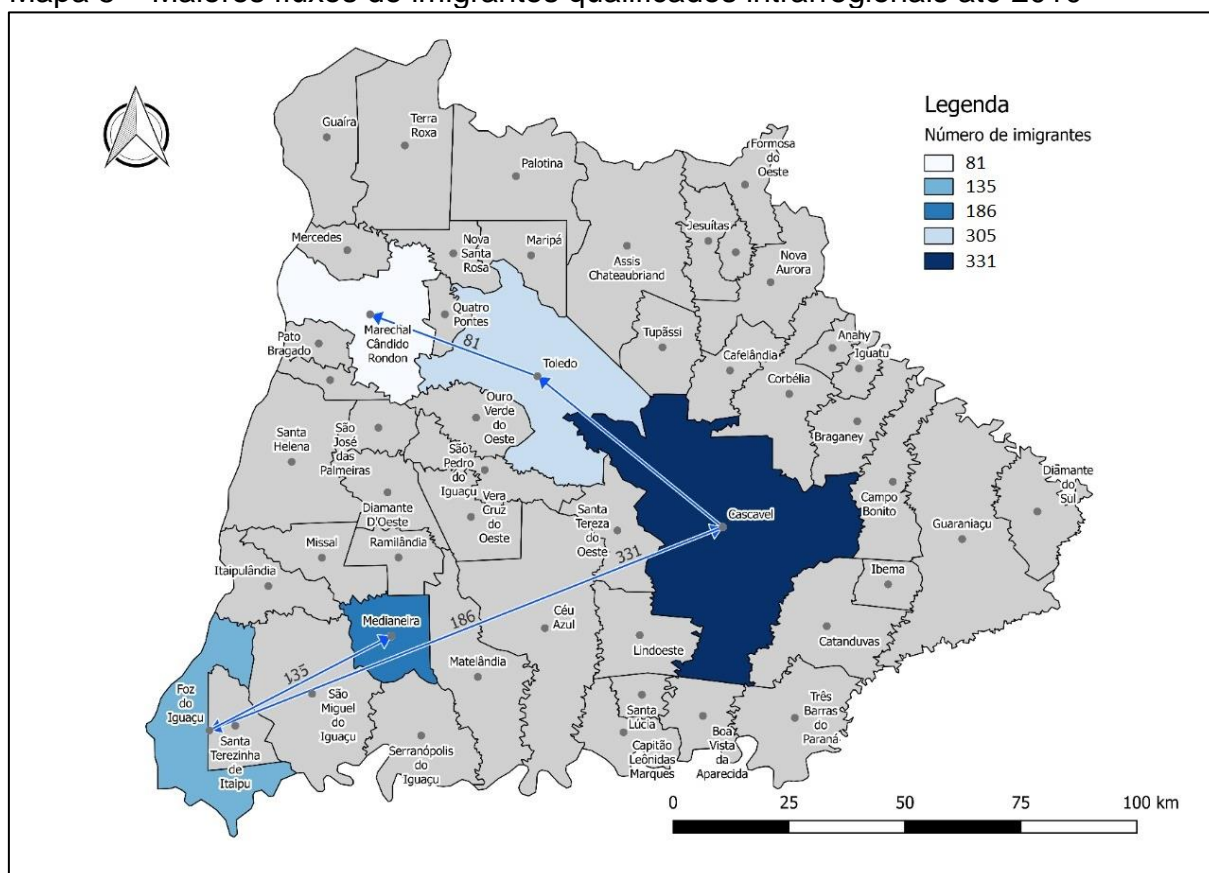 Mapa – Maiores fluxos de imigrantes qualificados intrarregionais até
Legenda
Número de imigrantes
81
135
186
305
331
Guaíra
Terra
Roxa
Palotina
Formosa
do
Oeste
Mercedes
Nova
Santa
Rosa
Maripá
Assis
Chateaubriand
Jesuítas
Nova
Aurora
Marechal
Cândido
Rondon
Quatro
Pontes
Pato
Bragado
81
Toledo
Tupãssi
Cafelândia
Anahy
Iguatu
Corbélia
Braganey
Santa
Helena
São
José
das
Palmeiras
Ouro
Verde
do
Oeste
São
Pedro
do
Iguaçu
Diamante
D'Oeste
Vera
Cruz
do
Oeste
Santa
Tereza
do
Oeste
Cascavel
Campo
Bonito
Guaraniaçu
Diamante
do
Sul
Missal
Ramilândia
Itaipulândia
331
Ibema
Medianeira
186
Céu
Azul
Lindoeste
Catanduvas
135
Matelândia
Foz
do
Iguaçu
São
Miguel
do
Iguaçu
Santa
Terezinha
de
Itaipu
Serranópolis
do
Iguaçu
Santa
Lúcia
Capitão
Leônidas
Marques
Boa
Vista
da
Aparecida
Três
Barras
do
Paraná
0 25 50 75 100 km